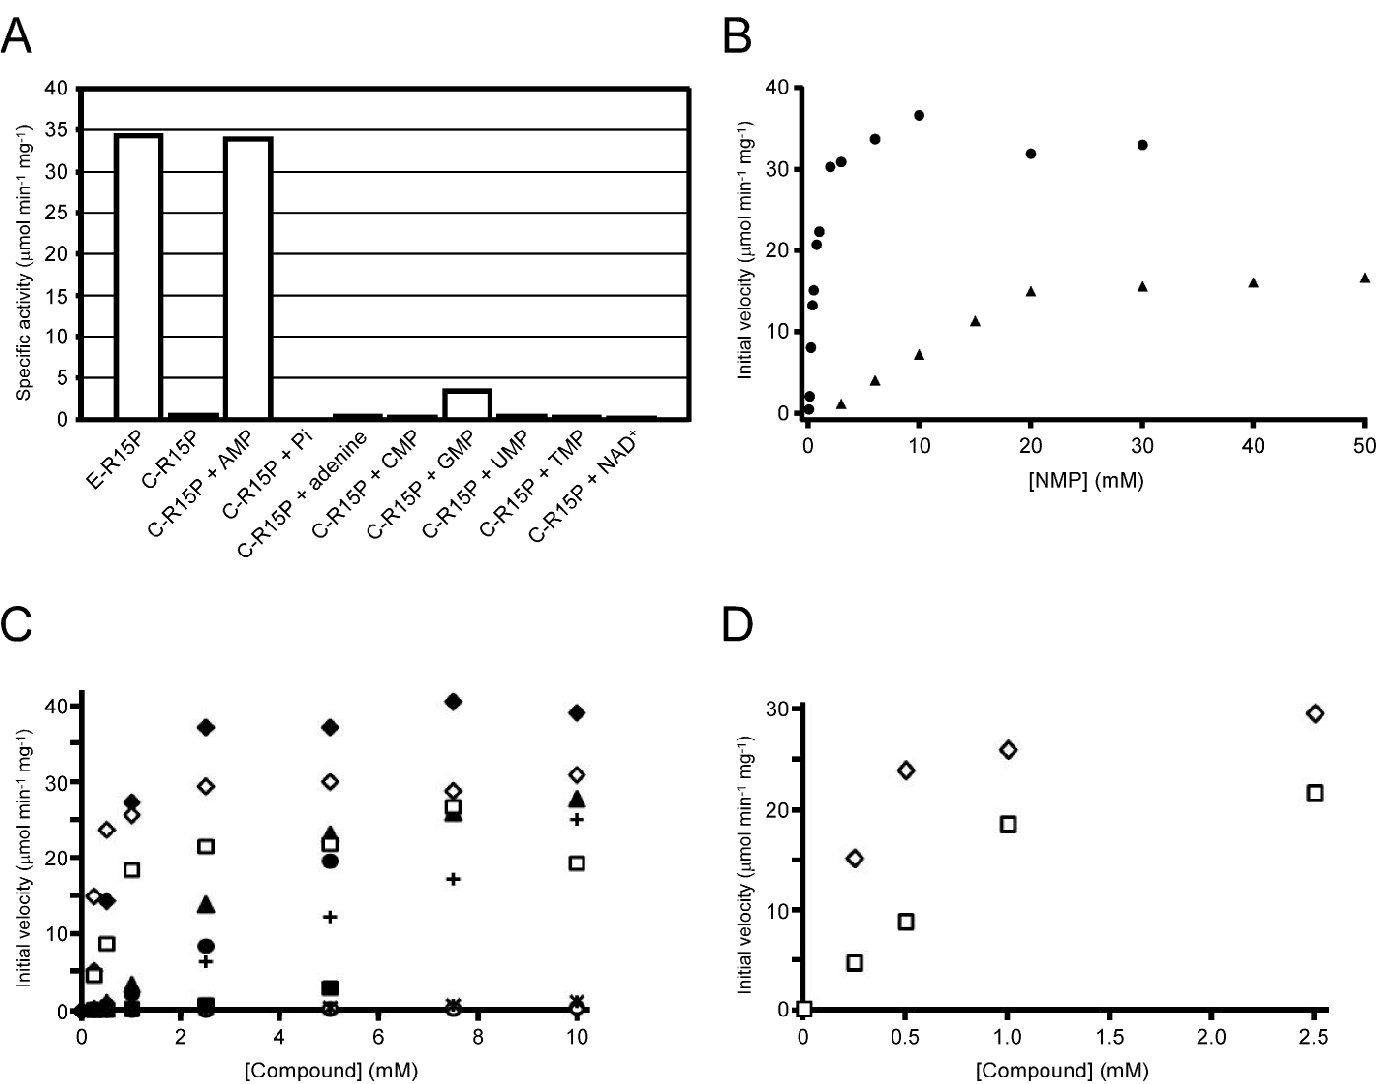 A
B
40
35
30
25
20
15
10
5
0
Specific activity (μmol min⁻¹ mg⁻¹)
E-R15P
C-R15P
C-R15P + AMP
C-R15P + Pi
C-R15P + adenine
C-R15P + CMP
C-R15P + GMP
C-R15P + UMP
C-R15P + TMP
C-R15P + NAD⁺
40
30
20
10
0
Initial velocity (μmol min⁻¹ mg⁻¹)
0 10 20 30 40 50
[NMP] (mM)
C
D
40
30
20
10
0
Initial velocity (μmol min⁻¹ mg⁻¹)
0 2 4 6 8 10
[Compound] (mM)
30
20
10
0
Initial velocity (μmol min⁻¹ mg⁻¹)
0 0.5 1.0 1.5 2.0 2.5
[Compound] (mM)